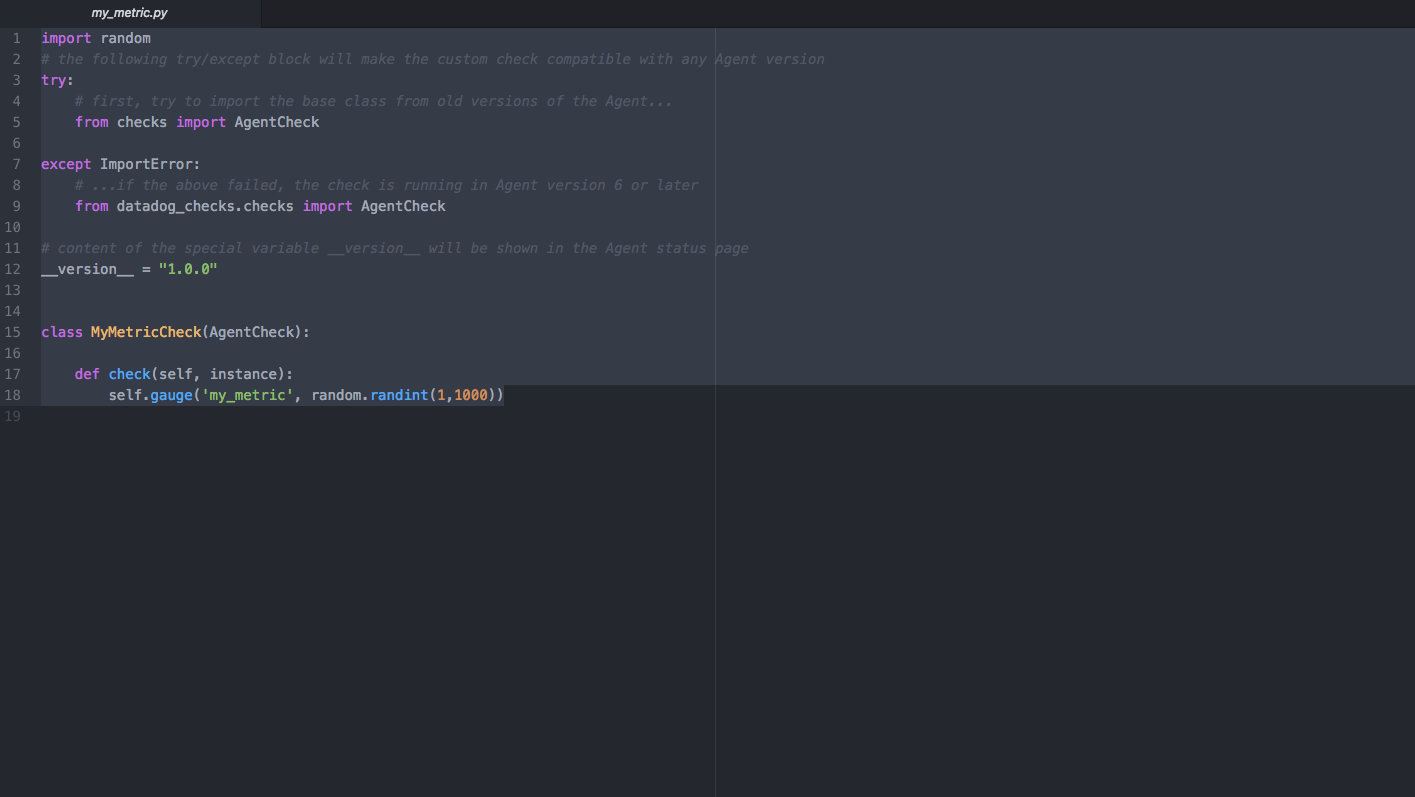 my_metric.py
1 import random
2 # the following try/except block will make the custom check compatible with any Agent version
3 try:
4     # first, try to import the base class from old versions of the Agent...
5     from checks import AgentCheck
6
7 except ImportError:
8     # ...if the above failed, the check is running in Agent version 6 or later
9     from datadog_checks.checks import AgentCheck
10
11 # content of the special variable __version__ will be shown in the Agent status page
12 __version__ = "1.0.0"
13
14
15 class MyMetricCheck(AgentCheck):
16
17     def check(self, instance):
18         self.gauge('my_metric', random.randint(1,1000))
19